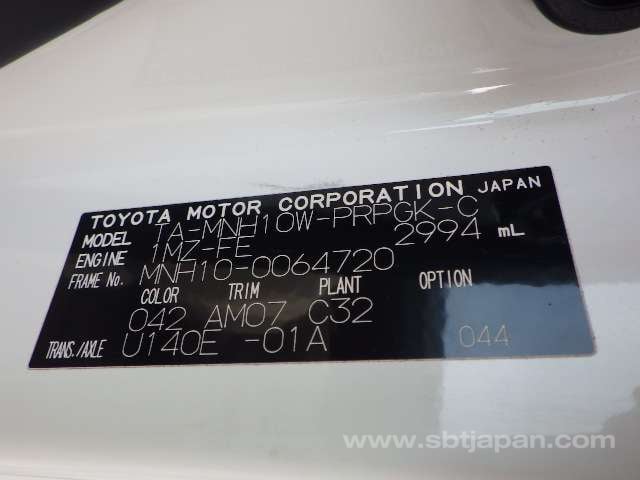 TOYOTA MOTOR CORPORATION JAPAN
MODEL TA-MNH10W-PRPGK-C
ENGINE 1MZ-FE 2994 mL
FRAME No. MNH10-0064720
COLOR TRIM PLANT OPTION
042 AM07 C32
TRANS./AXLE U140E -01A 044
www.sbtjapan.com